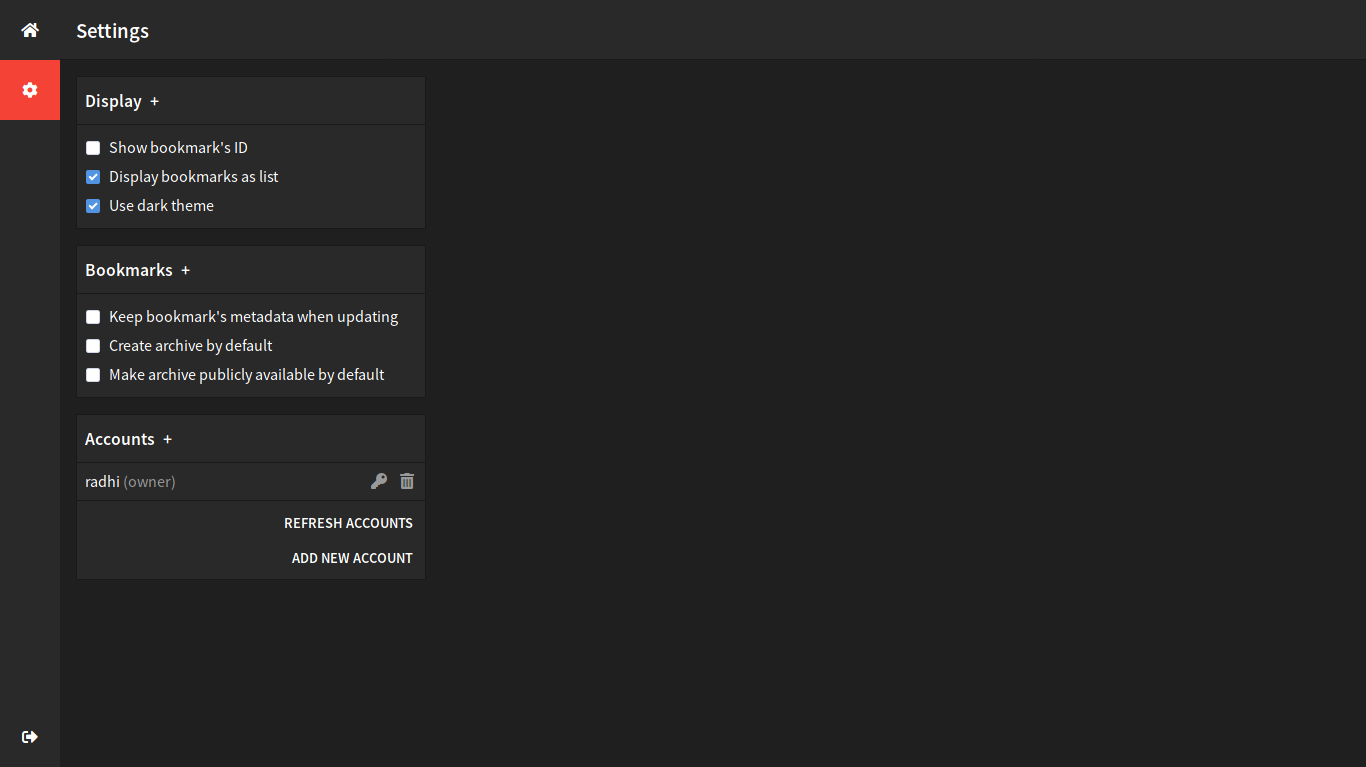 Settings
Display +
Show bookmark's ID
Display bookmarks as list
Use dark theme
Bookmarks +
Keep bookmark's metadata when updating
Create archive by default
Make archive publicly available by default
Accounts +
radhi (owner)
REFRESH ACCOUNTS
ADD NEW ACCOUNT